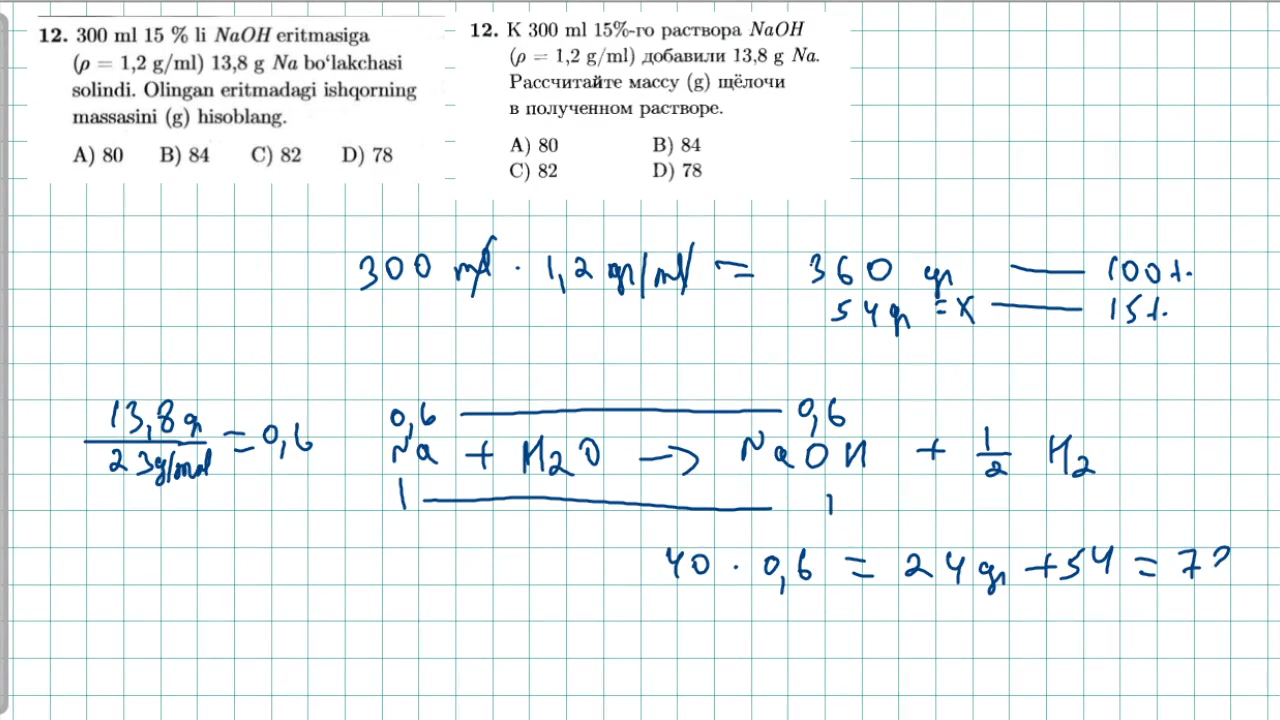 12. 300 ml 15 % li NaOH eritmasiga
(ρ = 1,2 g/ml) 13,8 g Na bo‘lakchasi
solindi. Olingan eritmadagi ishqorning
massasini (g) hisoblang.
A) 80 B) 84 C) 82 D) 78
12. К 300 ml 15%-го раствора NaOH
(ρ = 1,2 g/ml) добавили 13,8 g Na.
Рассчитайте массу (g) щёлочи
в полученном растворе.
A) 80 B) 84
C) 82 D) 78
300 ml · 1,2 gr/ml = 360 gr — 100%
54 gr = x — 15%
13,8 g / 23 g/mol = 0,6
0,6 — 0,6
Na + H2O → NaOH + 1/2 H2
1 — 1
40 · 0,6 = 24 gr + 54 = 7